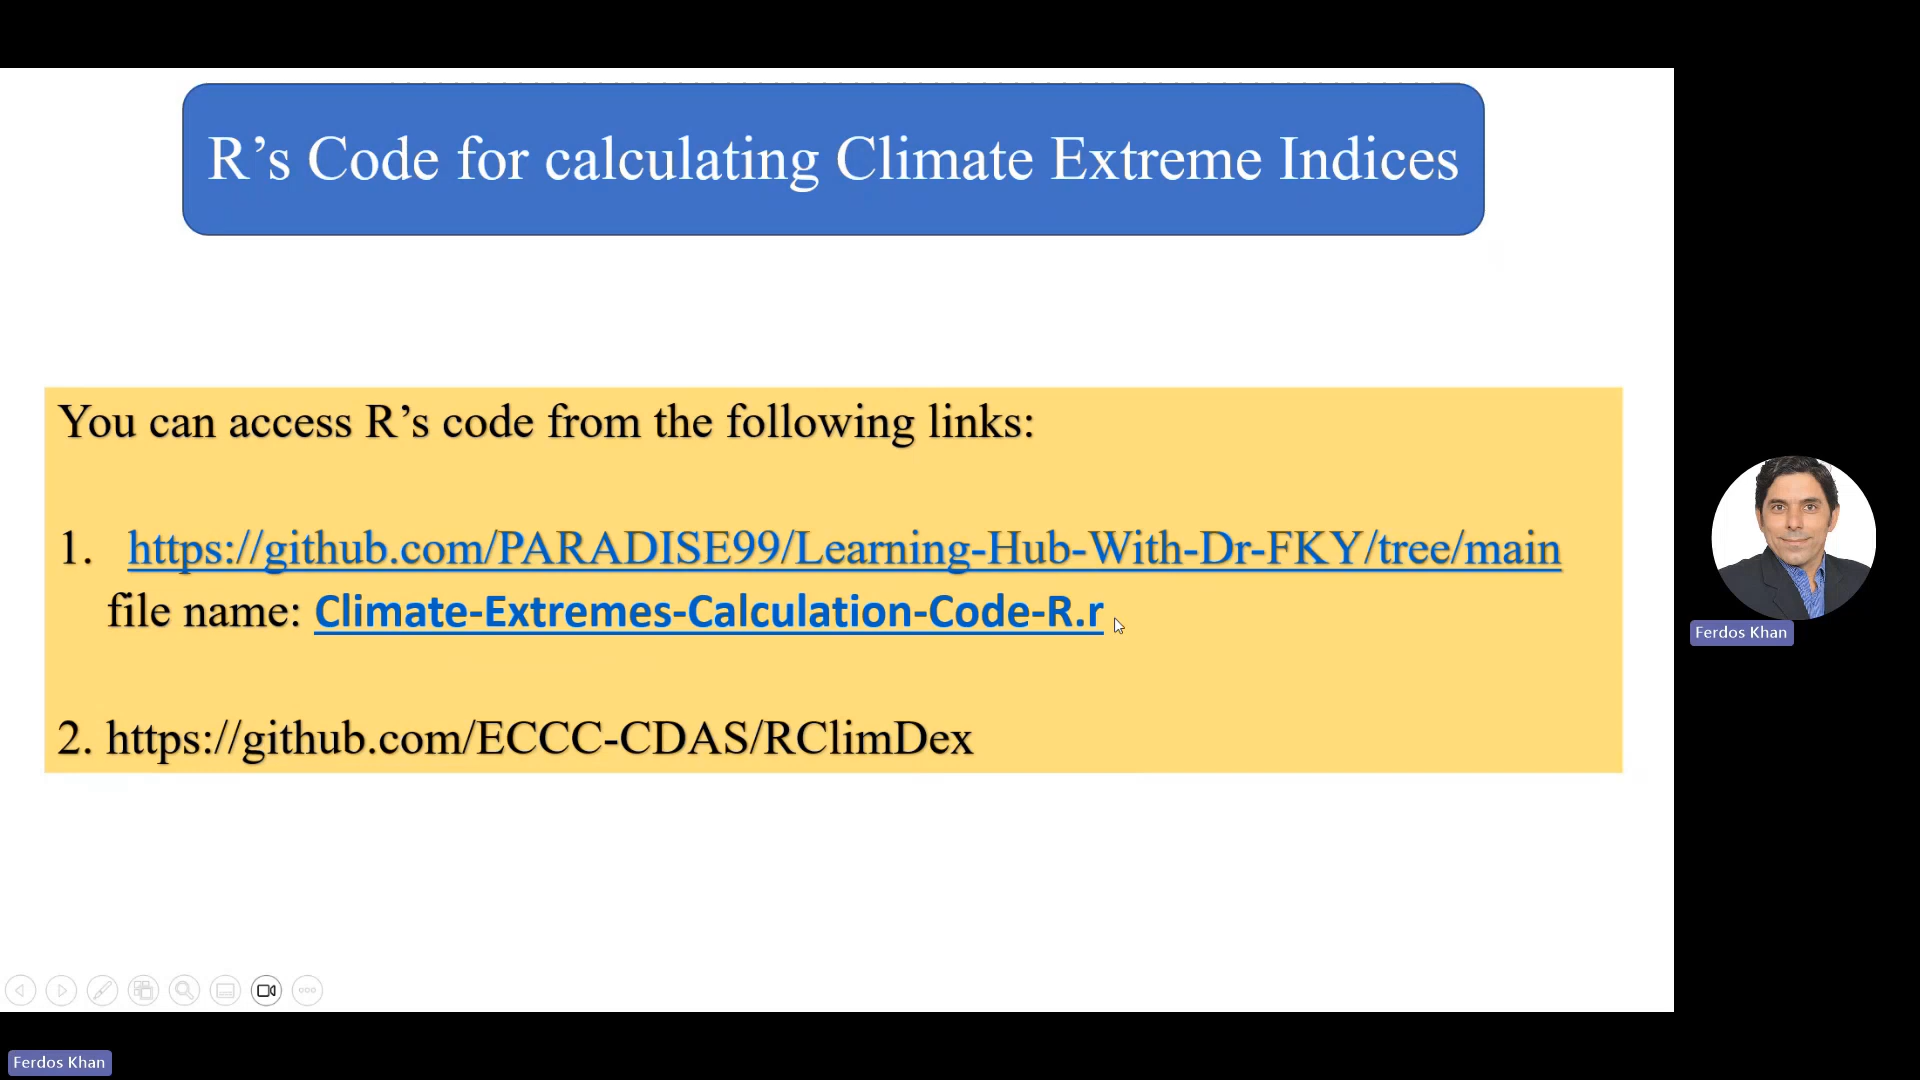 R’s Code for calculating Climate Extreme Indices
You can access R’s code from the following links:
1. https://github.com/PARADISE99/Learning-Hub-With-Dr-FKY/tree/main
file name: Climate-Extremes-Calculation-Code-R.r
2. https://github.com/ECCC-CDAS/RClimDex
Ferdos Khan
Ferdos Khan